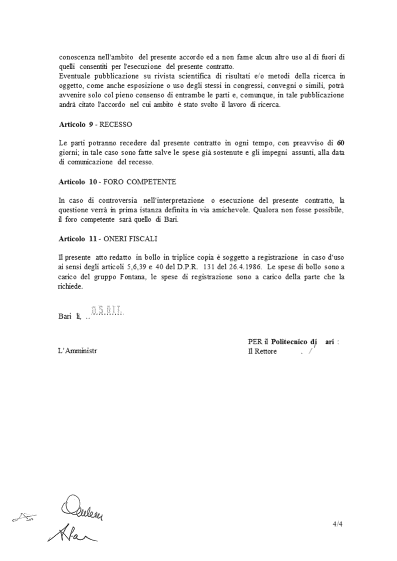 conoscenza nell'ambito del presente accordo ed a non farne alcun altro uso al di fuori di
quelli consentiti per l'esecuzione del presente contratto.
Eventuale pubblicazione su rivista scientifica di risultati e/o metodi della ricerca in
oggetto, come anche esposizione o uso degli stessi in congressi, convegni o simili, potrà
avvenire solo col pieno consenso di entrambe le parti e, comunque, in tale pubblicazione
andrà citato l'accordo nel cui ambito è stato svolto il lavoro di ricerca.
Articolo 9 - RECESSO
Le parti potranno recedere dal presente contratto in ogni tempo, con preavviso di 60
giorni; in tale caso sono fatte salve le spese già sostenute e gli impegni assunti, alla data
di comunicazione del recesso.
Articolo 10 - FORO COMPETENTE
In caso di controversia nell'interpretazione o esecuzione del presente contratto, la
questione verrà in prima istanza definita in via amichevole. Qualora non fosse possibile,
il foro competente sarà quello di Bari.
Articolo 11 - ONERI FISCALI
Il presente atto redatto in bollo in triplice copia è soggetto a registrazione in caso d'uso
ai sensi degli articoli 5,6,39 e 40 del D.P.R. 131 del 26.4.1986. Le spese di bollo sono a
carico del gruppo Fontana, le spese di registrazione sono a carico della parte che la
richiede.
Bari li, ..
PER il Politecnico di ari :
L'Amministr
Il Rettore
4/4